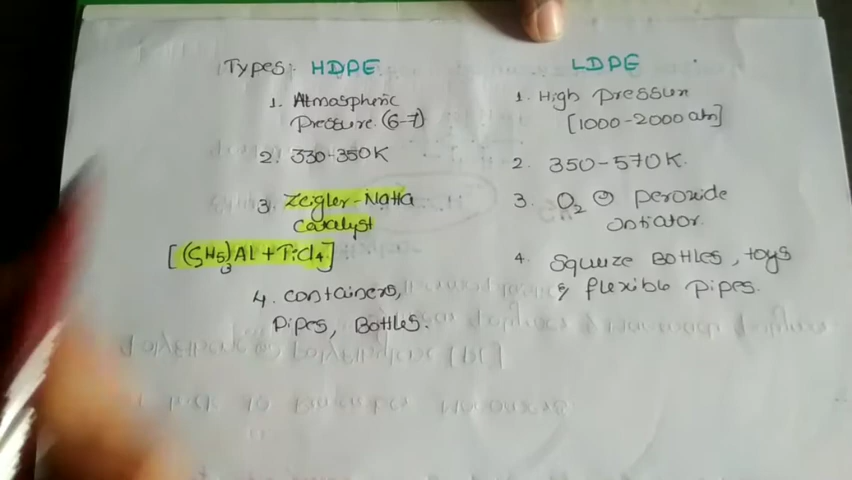 Types: HDPE
1. Atmospheric
Pressure. (6-7)
2. 330-350K
3. Zeigler-Natta
Catalyst
[(C2H5)3Al + TiCl4]
4. containers,
Pipes, Bottles.
LDPE
1. High pressure
[1000-2000 atm]
2. 350-570K.
3. O2 peroxide
intiator.
4. Squeeze Bottles, toys
& flexible pipes.